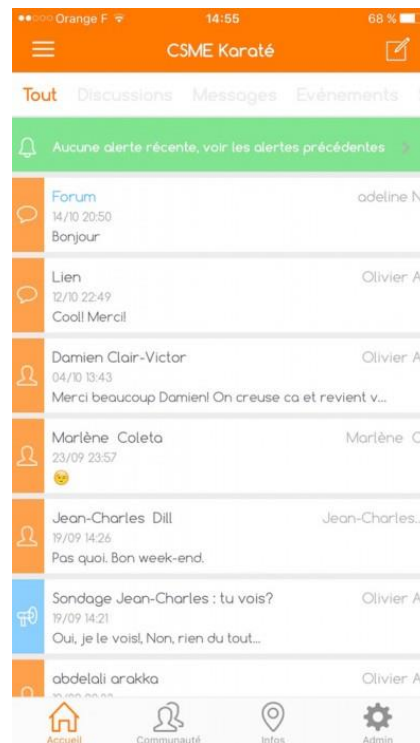 Orange F 14:55 68 %
CSME Karaté
Tout Discussions Messages Evénements
Aucune alerte récente, voir les alertes précédentes
Forum adeline N
14/10 20:50
Bonjour
Lien Olivier A
12/10 22:49
Cool! Merci!
Damien Clair-Victor Olivier A
04/10 13:43
Merci beaucoup Damien! On creuse ca et revient v...
Marlène Coleta Marlène C
23/09 23:57
Jean-Charles Dill Jean-Charles...
19/09 14:26
Pas quoi. Bon week-end.
Sondage Jean-Charles : tu vois? Olivier A
19/09 14:21
Oui, je le vois!, Non, rien du tout...
abdelali arakka Olivier A
Accueil Communauté Infos Admin